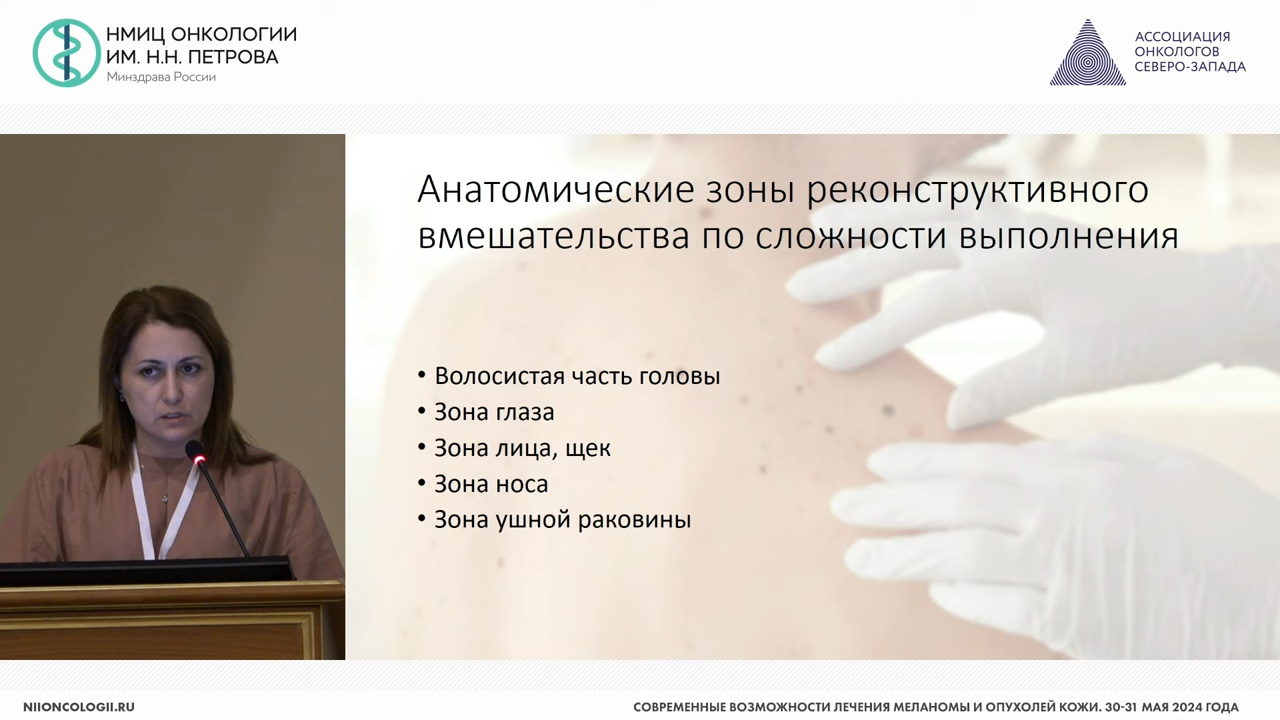 НМИЦ ОНКОЛОГИИ
ИМ. Н.Н. ПЕТРОВА
Минздрава России
АССОЦИАЦИЯ
ОНКОЛОГОВ
СЕВЕРО-ЗАПАДА
Анатомические зоны реконструктивного
вмешательства по сложности выполнения
• Волосистая часть головы
• Зона глаза
• Зона лица, щек
• Зона носа
• Зона ушной раковины
NIIONCOLOGII.RU
СОВРЕМЕННЫЕ ВОЗМОЖНОСТИ ЛЕЧЕНИЯ МЕЛАНОМЫ И ОПУХОЛЕЙ КОЖИ. 30-31 МАЯ 2024 ГОДА